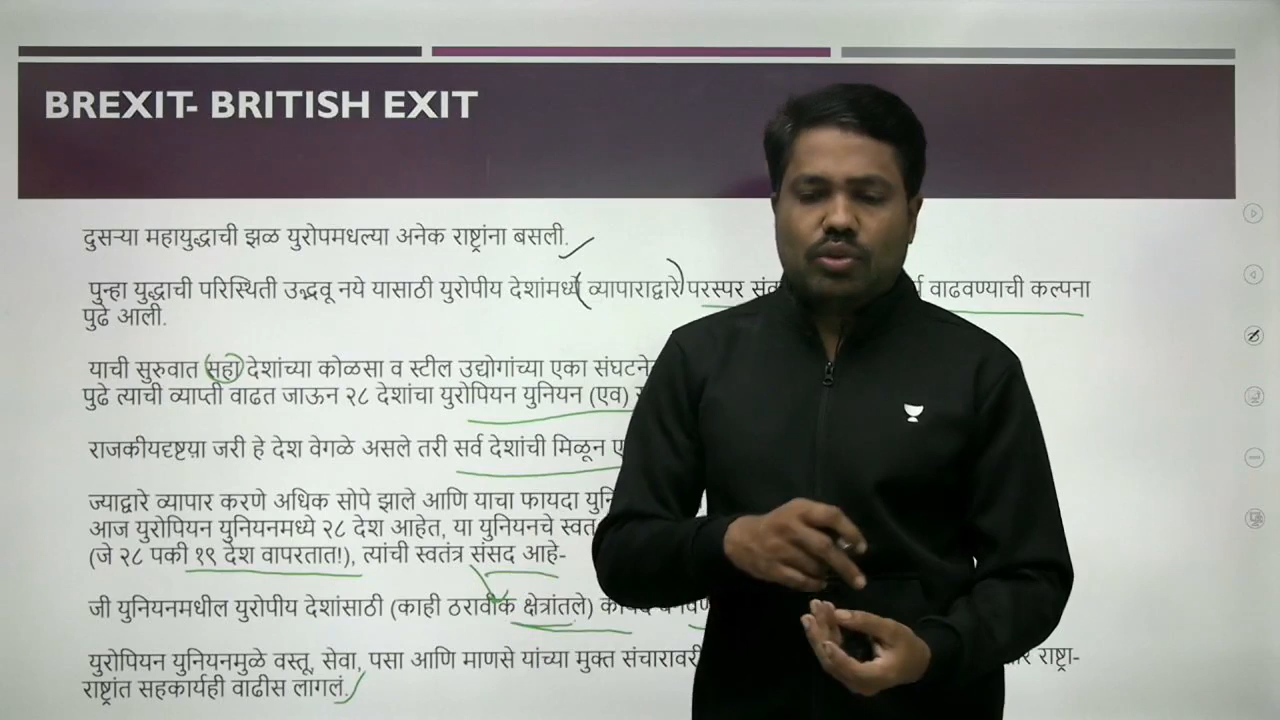 BREXIT- BRITISH EXIT
दुसऱ्या महायुद्धाची झळ युरोपमधल्या अनेक राष्ट्रांना बसली.
पुन्हा युद्धाची परिस्थिती उद्भवू नये यासाठी युरोपीय देशांमध्ये व्यापाराद्वारे परस्पर वाढवण्याची कल्पना
पुढे आली.
याची सुरुवात सहा देशांच्या कोळसा व स्टील उद्योगांच्या एका
पुढे त्याची व्याप्ती वाढत जाऊन २८ देशांचा युरोपियन युनियन (एव)
राजकीयदृष्टय़ा जरी हे देश वेगळे असले तरी सर्व देशांची मिळून
ज्याद्वारे व्यापार करणे अधिक सोपे झाले आणि याचा फायदा
आज युरोपियन युनियनमध्ये २८ देश आहेत, या युनियनचे
(जे २८ पकी १९ देश वापरतात!), त्यांची स्वतंत्र संसद आहे-
जी युनियनमधील युरोपीय देशांसाठी (काही ठरावीक क्षेत्रांतले)
युरोपियन युनियनमुळे वस्तू, सेवा, पसा आणि माणसे यांच्या मुक्त राष्ट्रा-
राष्ट्रांत सहकार्यही वाढीस लागलं.